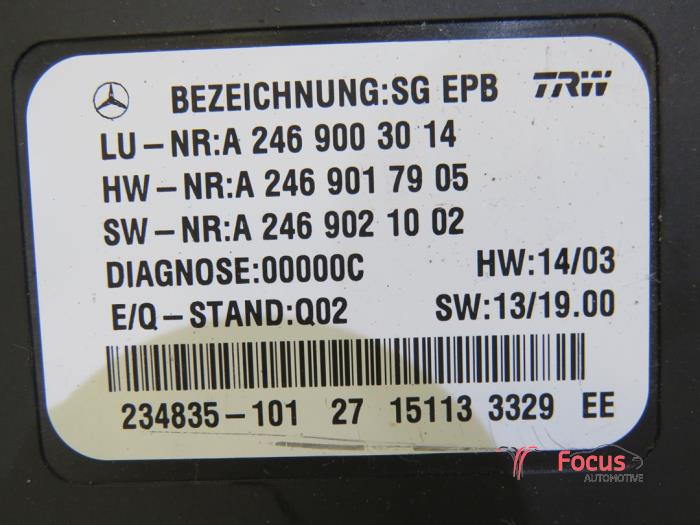 BEZEICHNUNG:SG EPB TRW
LU-NR:A 246 900 30 14
HW-NR:A 246 901 79 05
SW-NR:A 246 902 10 02
DIAGNOSE:00000C HW:14/03
E/Q-STAND:Q02 SW:13/19.00
234835-101 27 15113 3329 EE
Focus
AUTOMOTIVE